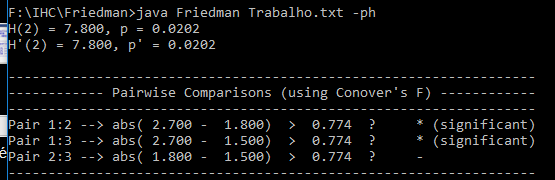 F:\IHC\Friedman>java Friedman Trabalho.txt -ph
H(2) = 7.800, p = 0.0202
H'(2) = 7.800, p' = 0.0202
--------------------------------------------------------------
------------ Pairwise Comparisons (using Conover's F) ------------
--------------------------------------------------------------
Pair 1:2 --> abs( 2.700 - 1.800) > 0.774 ? * (significant)
Pair 1:3 --> abs( 2.700 - 1.500) > 0.774 ? * (significant)
Pair 2:3 --> abs( 1.800 - 1.500) > 0.774 ? -
--------------------------------------------------------------
é